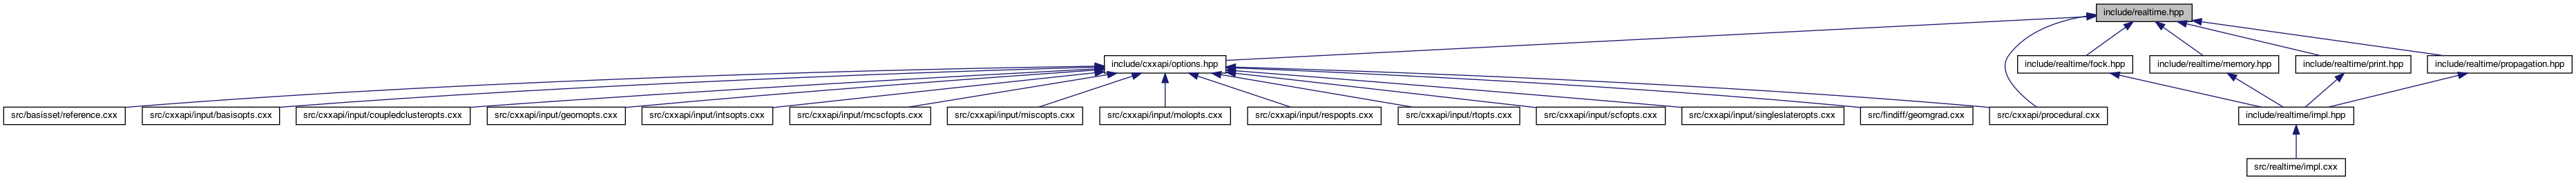 include/realtime.hpp
include/cxxapi/options.hpp
include/realtime/fock.hpp
include/realtime/memory.hpp
include/realtime/print.hpp
include/realtime/propagation.hpp
src/basisset/reference.cxx
src/cxxapi/input/basisopts.cxx
src/cxxapi/input/coupledclusteropts.cxx
src/cxxapi/input/geomopts.cxx
src/cxxapi/input/intsopts.cxx
src/cxxapi/input/mcscfopts.cxx
src/cxxapi/input/miscopts.cxx
src/cxxapi/input/molopts.cxx
src/cxxapi/input/respopts.cxx
src/cxxapi/input/rtopts.cxx
src/cxxapi/input/scfopts.cxx
src/cxxapi/input/singleslateropts.cxx
src/findiff/geomgrad.cxx
src/cxxapi/procedural.cxx
include/realtime/impl.hpp
src/realtime/impl.cxx